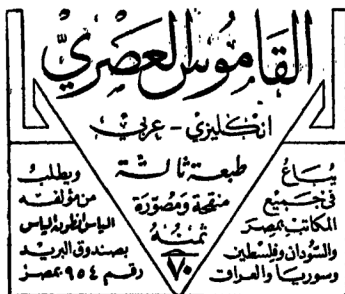 القاموس العصري
انكليزي - عربي
طبعة ثالثة
منقحة ومصورة
ثمنه
٧٠
يباع
في جميع
المكاتب بمصر
والسودان وفلسطين
وسوريا والعراق
ويطلب
من مؤلفه
الياس انطون الياس
بصندوق البريد
رقم ٩٥٤ بمصر